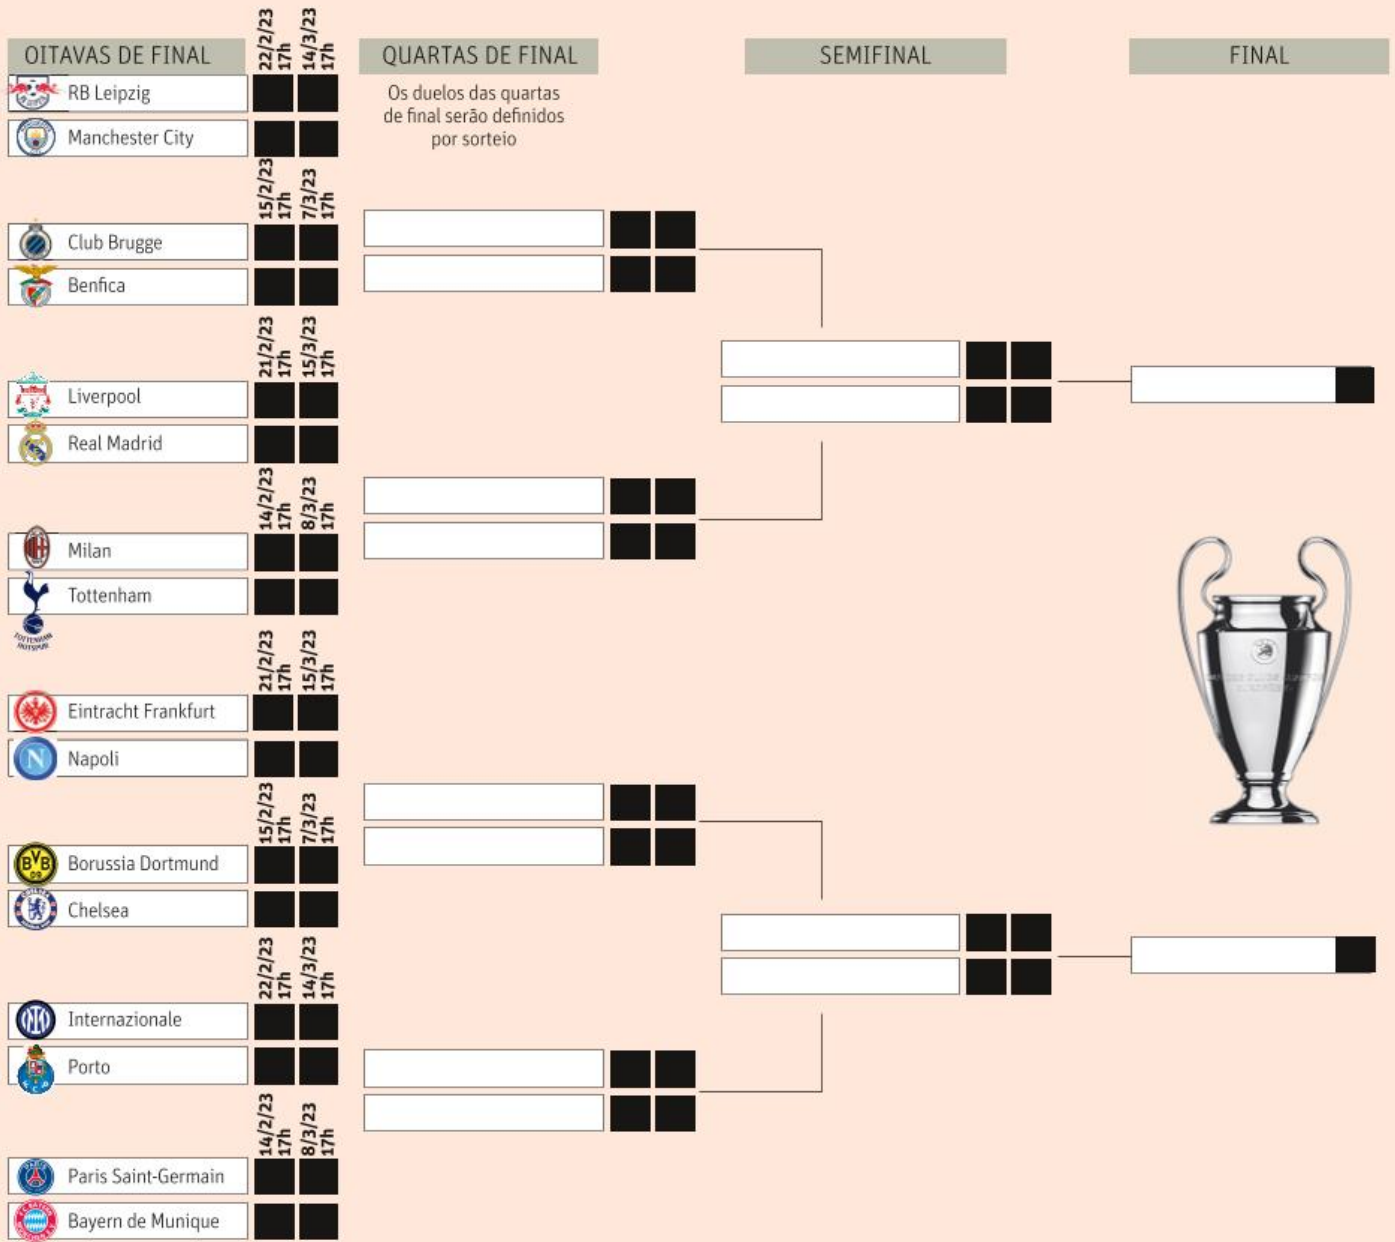 OITAVAS DE FINAL
22/2/23 17h
14/3/23 17h
QUARTAS DE FINAL
SEMIFINAL
FINAL
RB Leipzig
Manchester City
Os duelos das quartas
de final serão definidos
por sorteio
15/2/23 17h
7/3/23 17h
Club Brugge
Benfica
21/2/23 17h
15/3/23 17h
Liverpool
Real Madrid
14/2/23 17h
8/3/23 17h
Milan
Tottenham
TOTTENHAM
HOTSPUR
21/2/23 17h
15/3/23 17h
Eintracht Frankfurt
N
Napoli
15/2/23 17h
7/3/23 17h
BVB
09
Borussia Dortmund
Chelsea
22/2/23 17h
14/3/23 17h
Internazionale
Porto
14/2/23 17h
8/3/23 17h
PARIS
Paris Saint-Germain
Bayern de Munique